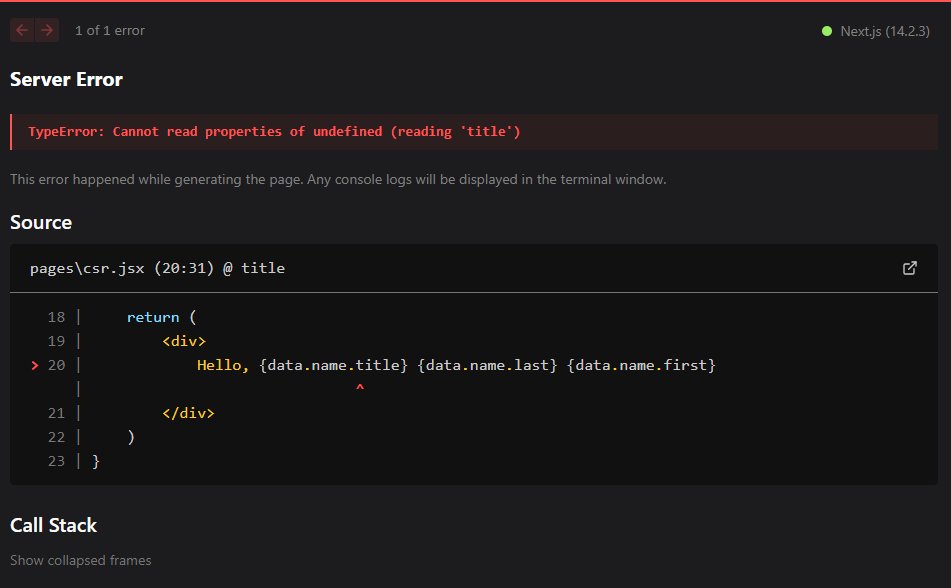 1 of 1 error
Next.js (14.2.3)
Server Error
TypeError: Cannot read properties of undefined (reading 'title')
This error happened while generating the page. Any console logs will be displayed in the terminal window.
Source
pages\csr.jsx (20:31) @ title
18 |     return (
19 |         <div>
> 20 |             Hello, {data.name.title} {data.name.last} {data.name.first}
|                                ^
21 |         </div>
22 |     )
23 | }
Call Stack
Show collapsed frames